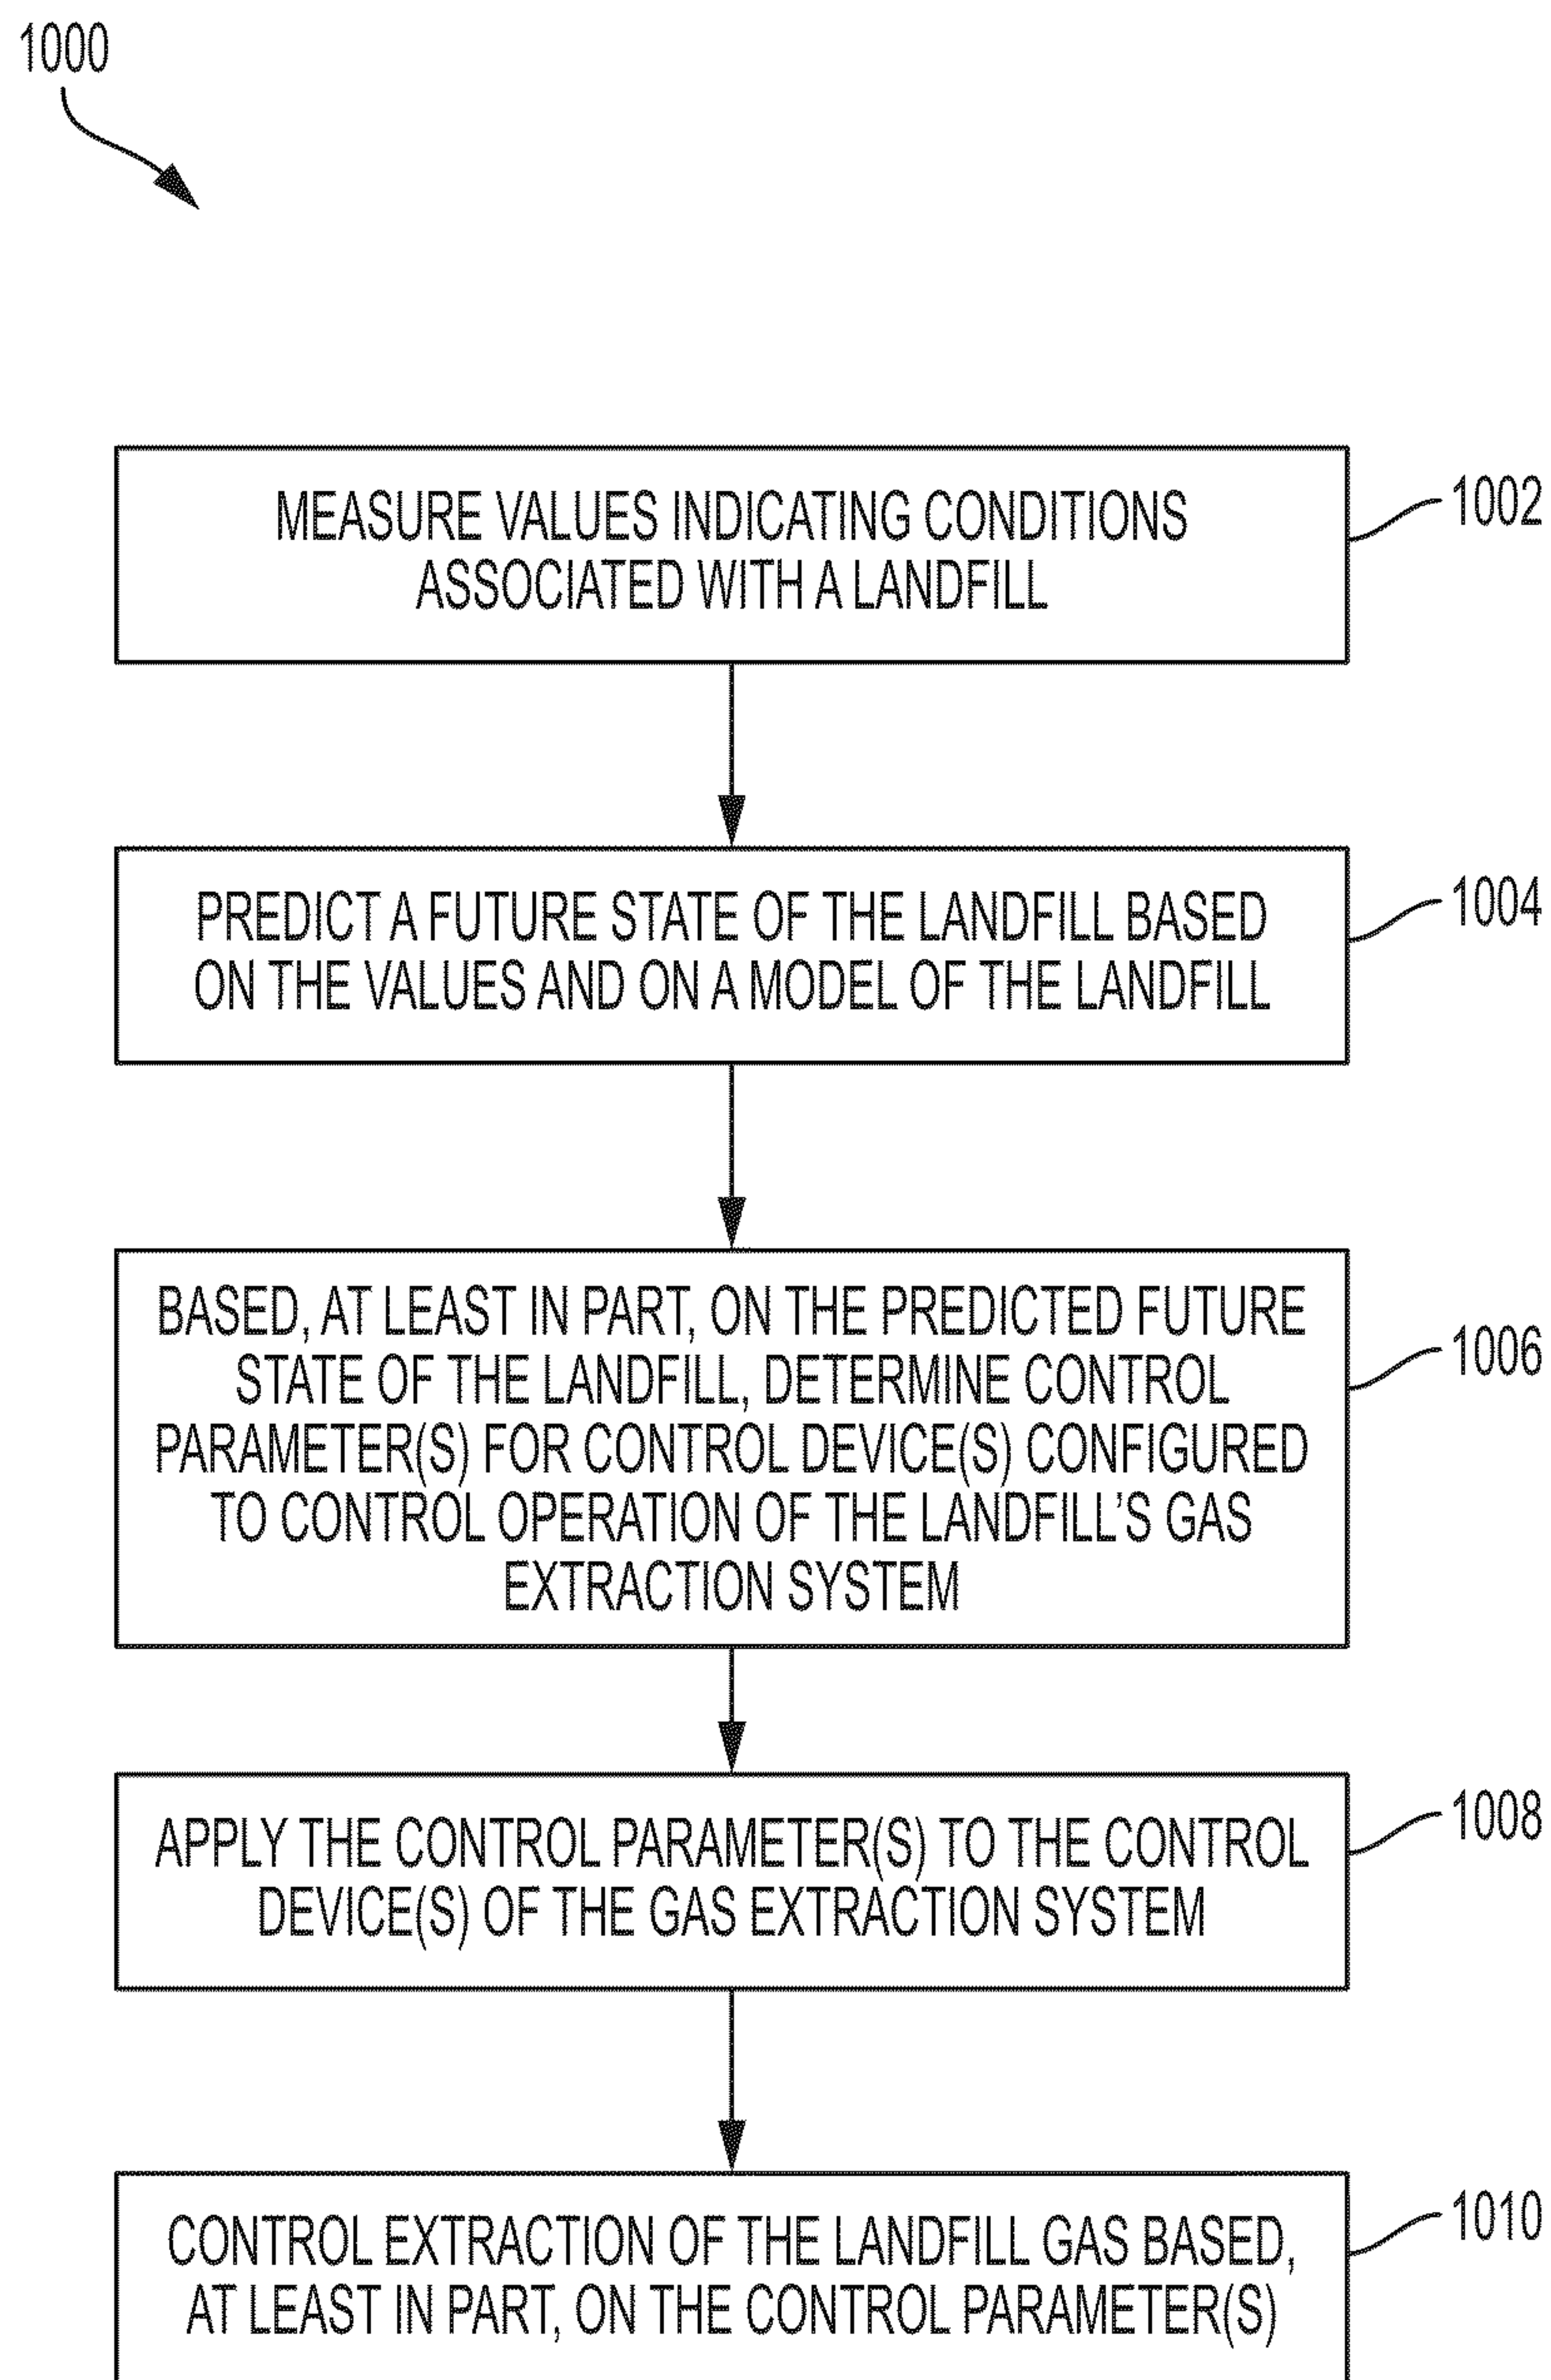 1000
MEASURE VALUES INDICATING CONDITIONS
ASSOCIATED WITH A LANDFILL
1002
PREDICT A FUTURE STATE OF THE LANDFILL BASED
ON THE VALUES AND ON A MODEL OF THE LANDFILL
1004
BASED, AT LEAST IN PART, ON THE PREDICTED FUTURE
STATE OF THE LANDFILL, DETERMINE CONTROL
PARAMETER(S) FOR CONTROL DEVICE(S) CONFIGURED
TO CONTROL OPERATION OF THE LANDFILL’S GAS
EXTRACTION SYSTEM
1006
APPLY THE CONTROL PARAMETER(S) TO THE CONTROL
DEVICE(S) OF THE GAS EXTRACTION SYSTEM
1008
CONTROL EXTRACTION OF THE LANDFILL GAS BASED,
AT LEAST IN PART, ON THE CONTROL PARAMETER(S)
1010